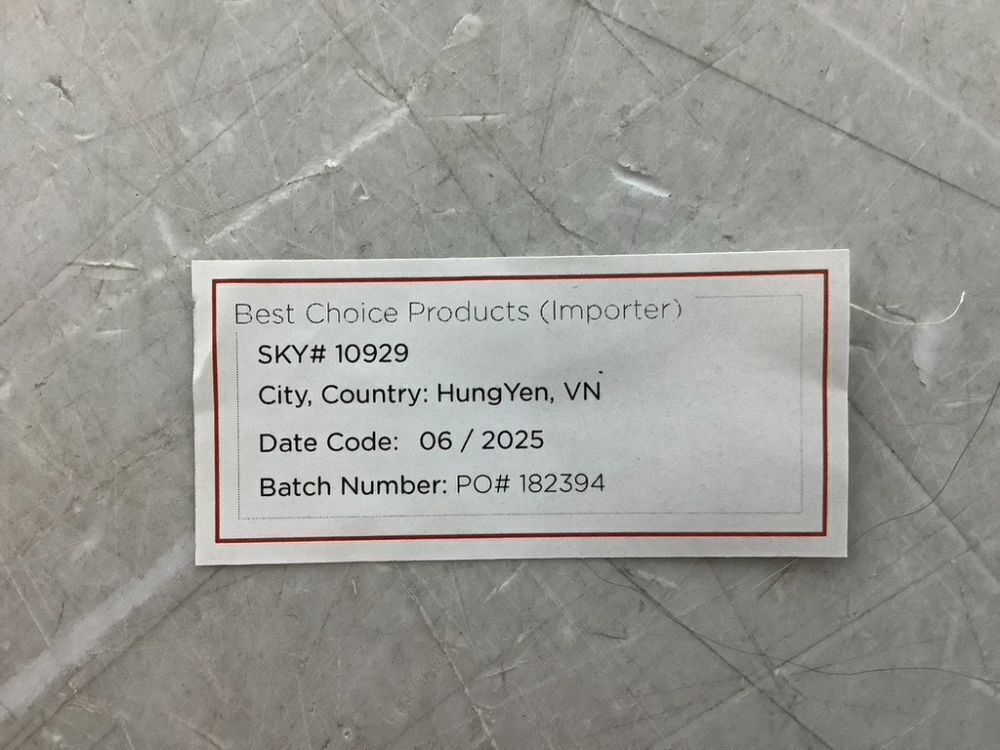 Best Choice Products (Importer)
SKY# 10929
City, Country: HungYen, VN
Date Code: 06 / 2025
Batch Number: PO# 182394